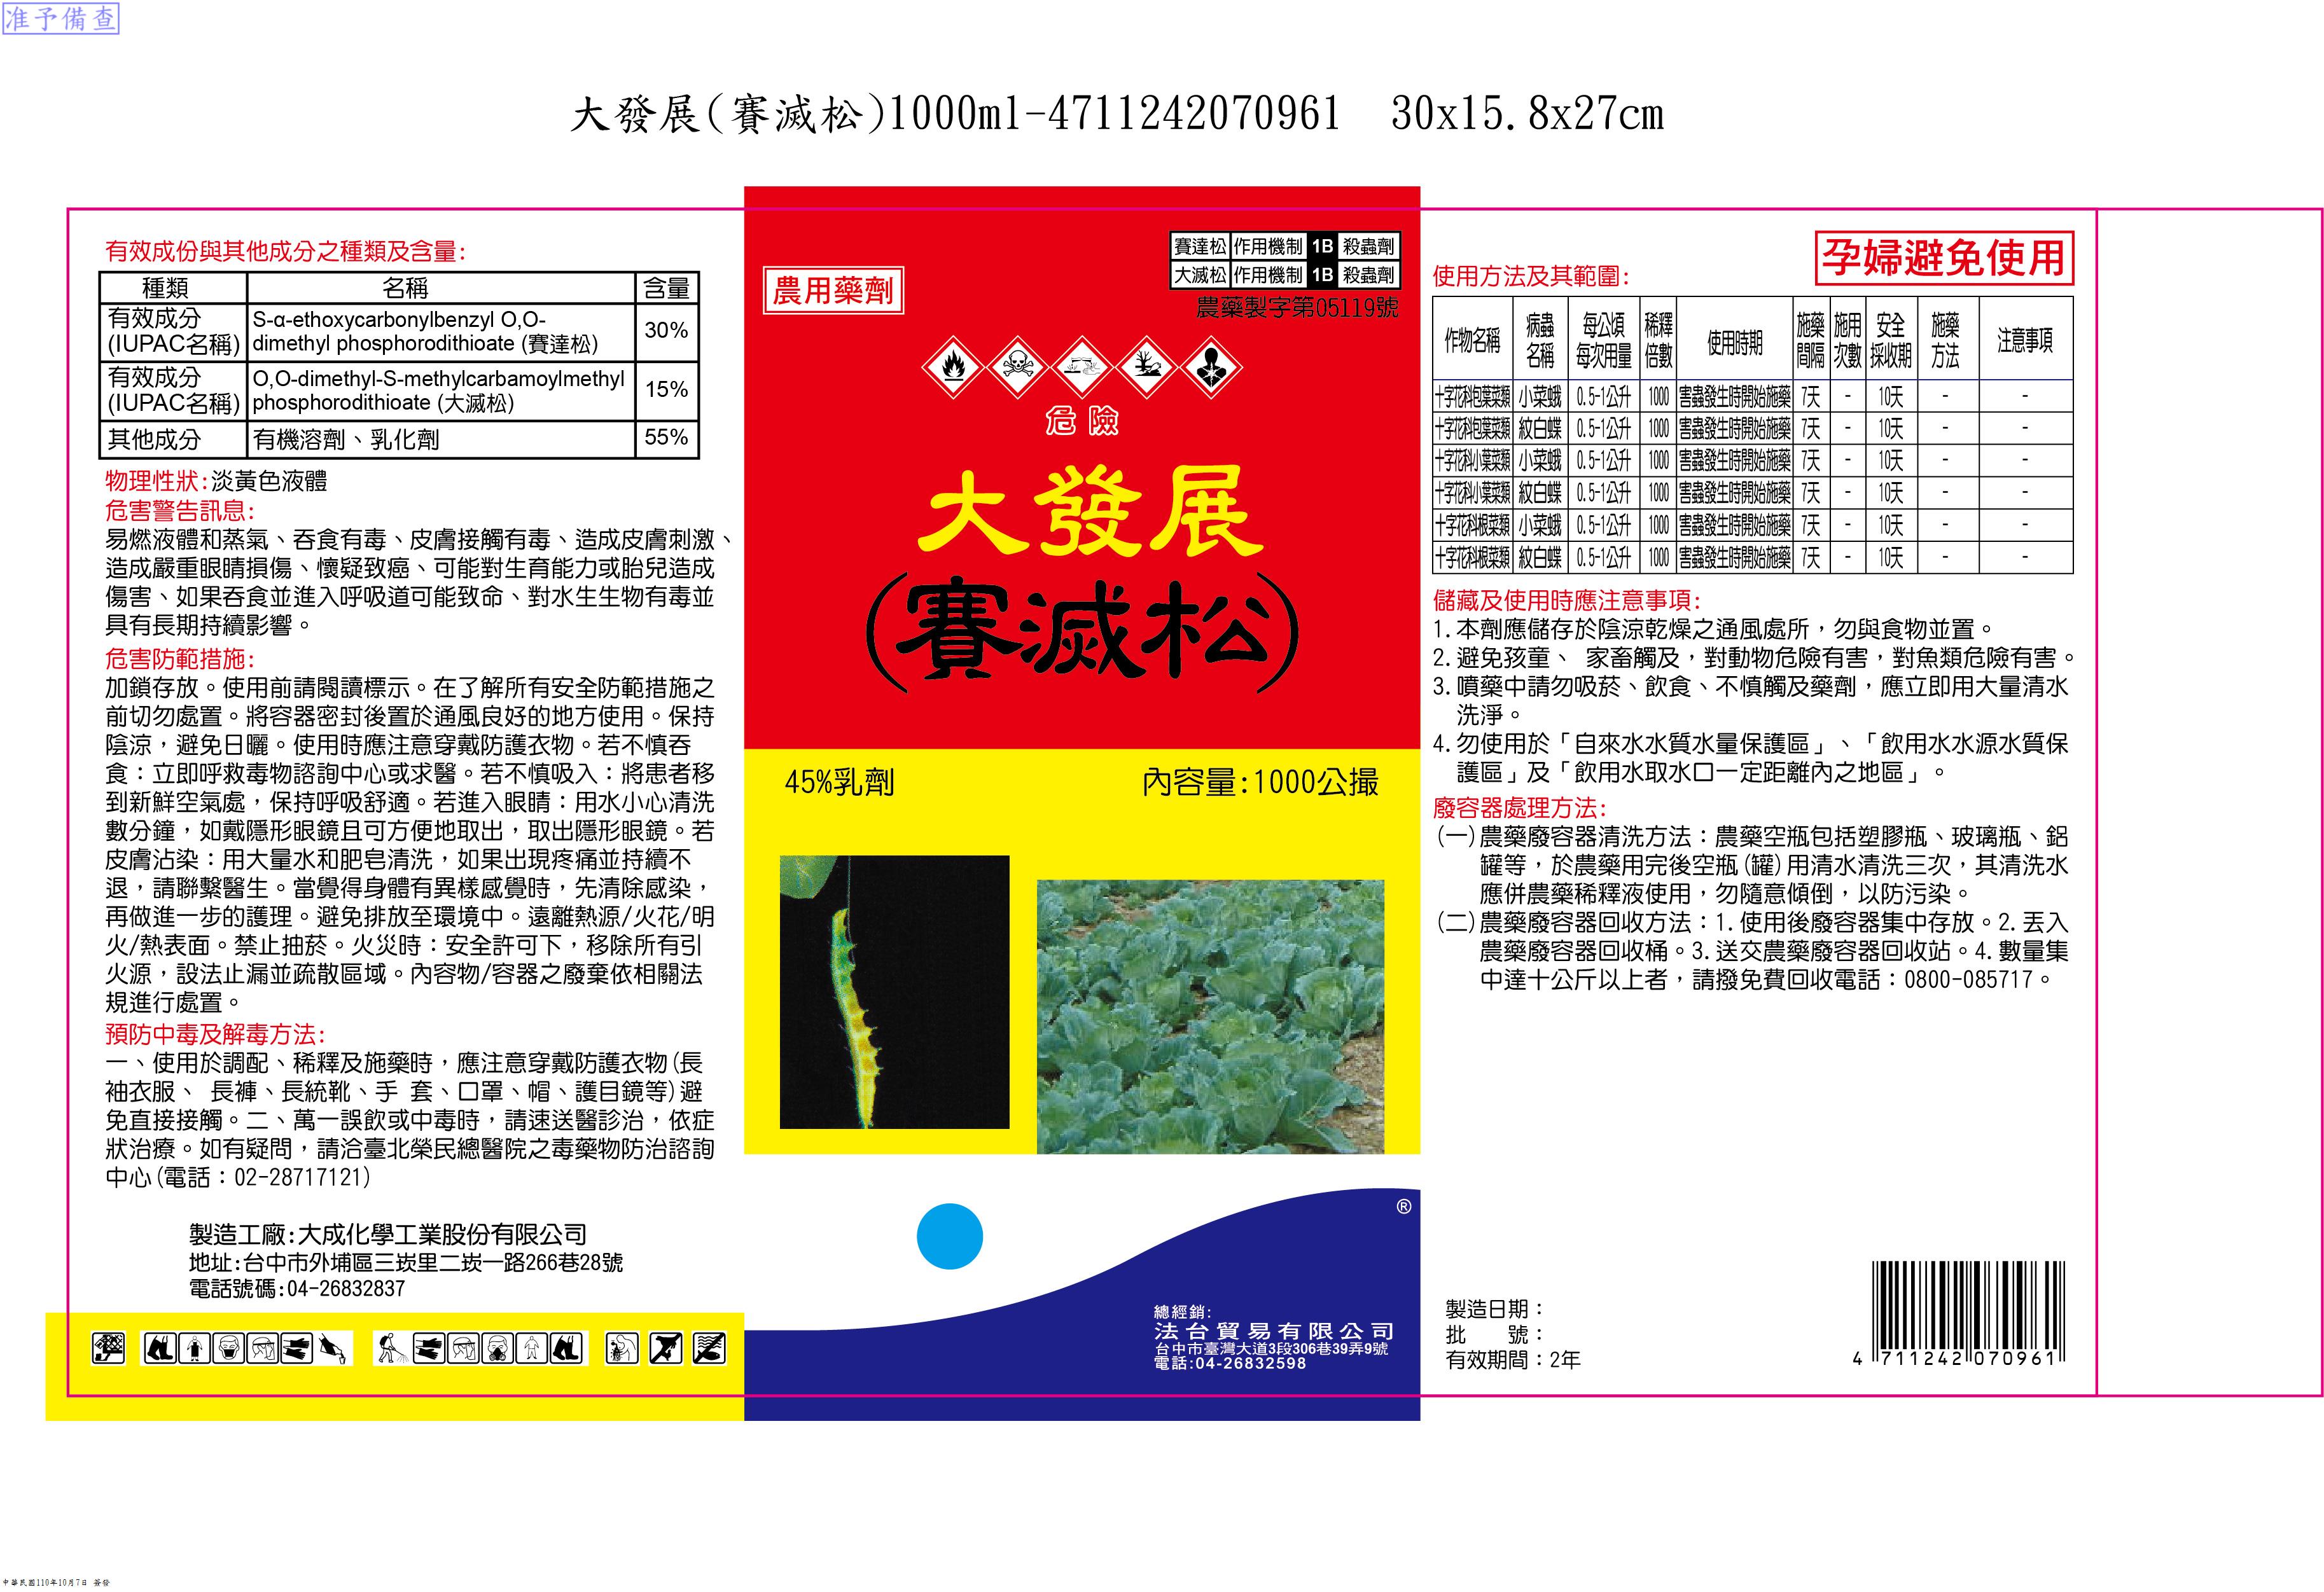 准予備查
大發展(賽滅松)1000ml-4711242070961 30x15.8x27cm
有效成份與其他成分之種類及含量:
種類 名稱 含量
有效成分 (IUPAC名稱) S-α-ethoxycarbonylbenzyl O,O-
dimethyl phosphorodithioate (賽達松) 30%
有效成分 (IUPAC名稱) O,O-dimethyl-S-methylcarbamoylmethyl
phosphorodithioate (大滅松) 15%
其他成分 有機溶劑、乳化劑 55%
物理性狀:淡黃色液體
危害警告訊息:
易燃液體和蒸氣、吞食有毒、皮膚接觸有毒、造成皮膚刺激、
造成嚴重眼睛損傷、懷疑致癌、可能對生育能力或胎兒造成
傷害、如果吞食並進入呼吸道可能致命、對水生生物有毒並
具有長期持續影響。
危害防範措施:
加鎖存放。使用前請閱讀標示。在了解所有安全防範措施之
前切勿處置。將容器密封後置於通風良好的地方使用。保持
陰涼，避免日曬。使用時應注意穿戴防護衣物。若不慎吞
食：立即呼救毒物諮詢中心或求醫。若不慎吸入：將患者移
到新鮮空氣處，保持呼吸舒適。若進入眼睛：用水小心清洗
數分鐘，如戴隱形眼鏡且可方便地取出，取出隱形眼鏡。若
皮膚沾染：用大量水和肥皂清洗，如果出現疼痛並持續不
退，請聯繫醫生。當覺得身體有異樣感覺時，先清除感染，
再做進一步的護理。避免排放至環境中。遠離熱源/火花/明
火/熱表面。禁止抽菸。火災時：安全許可下，移除所有引
火源，設法止漏並疏散區域。內容物/容器之廢棄依相關法
規進行處置。
預防中毒及解毒方法:
一、使用於調配、稀釋及施藥時，應注意穿戴防護衣物(長
袖衣服、 長褲、長統靴、手 套、口罩、帽、護目鏡等)避
免直接接觸。二、萬一誤飲或中毒時，請速送醫診治，依症
狀治療。如有疑問，請洽臺北榮民總醫院之毒藥物防治諮詢
中心(電話：02-28717121)
製造工廠:大成化學工業股份有限公司
地址:台中市外埔區三崁里二崁一路266巷28號
電話號碼:04-26832837
農用藥劑
賽達松 作用機制 1B 殺蟲劑
大滅松 作用機制 1B 殺蟲劑
農藥製字第05119號
危險
大發展
(賽滅松)
45%乳劑 內容量:1000公撮
®
總經銷:
法台貿易有限公司
台中市臺灣大道3段306巷39弄9號
電話:04-26832598
孕婦避免使用
使用方法及其範圍:
作物名稱 病蟲名稱 每公頃每次用量 稀釋倍數 使用時期 施藥間隔 施用次數 安全採收期 施藥方法 注意事項
十字花科包葉菜類 小菜蛾 0.5-1公升 1000 害蟲發生時開始施藥 7天 - 10天 - -
十字花科包葉菜類 紋白蝶 0.5-1公升 1000 害蟲發生時開始施藥 7天 - 10天 - -
十字花科小葉菜類 小菜蛾 0.5-1公升 1000 害蟲發生時開始施藥 7天 - 10天 - -
十字花科小葉菜類 紋白蝶 0.5-1公升 1000 害蟲發生時開始施藥 7天 - 10天 - -
十字花科根菜類 小菜蛾 0.5-1公升 1000 害蟲發生時開始施藥 7天 - 10天 - -
十字花科根菜類 紋白蝶 0.5-1公升 1000 害蟲發生時開始施藥 7天 - 10天 - -
儲藏及使用時應注意事項:
1.本劑應儲存於陰涼乾燥之通風處所，勿與食物並置。
2.避免孩童、 家畜觸及，對動物危險有害，對魚類危險有害。
3.噴藥中請勿吸菸、飲食、不慎觸及藥劑，應立即用大量清水
洗淨。
4.勿使用於「自來水水質水量保護區」、「飲用水水源水質保
護區」及「飲用水取水口一定距離內之地區」。
廢容器處理方法:
(一)農藥廢容器清洗方法：農藥空瓶包括塑膠瓶、玻璃瓶、鋁
罐等，於農藥用完後空瓶(罐)用清水清洗三次，其清洗水
應併農藥稀釋液使用，勿隨意傾倒，以防污染。
(二)農藥廢容器回收方法：1.使用後廢容器集中存放。2.丟入
農藥廢容器回收桶。3.送交農藥廢容器回收站。4.數量集
中達十公斤以上者，請撥免費回收電話：0800-085717。
製造日期：
批 號：
有效期間：2年
4 711242 070961
中華民國110年10月7日 簽發